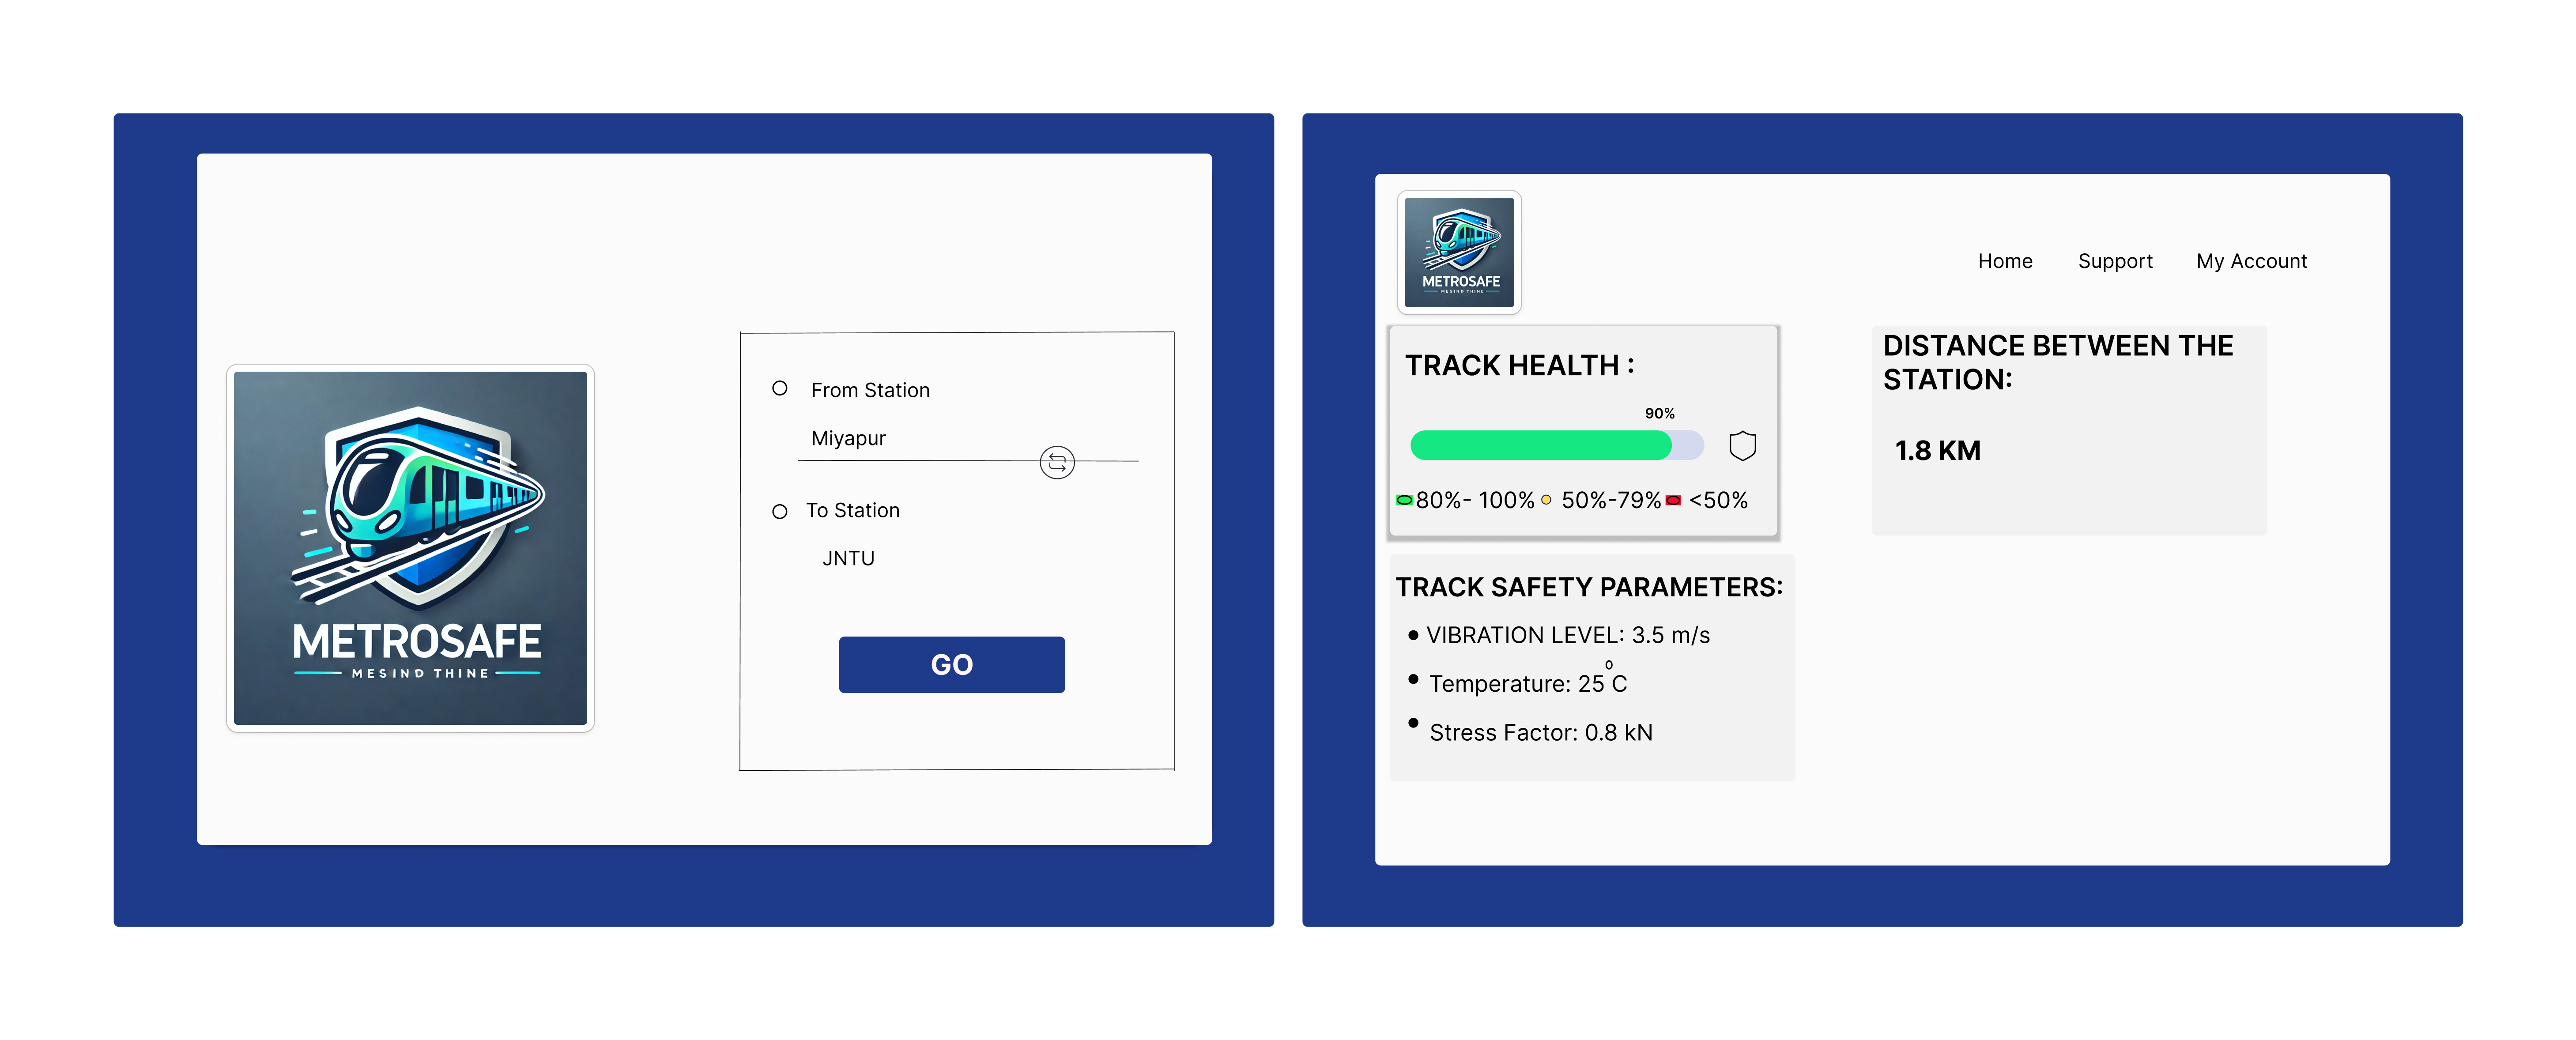 METROSAFE
MESIND THINE
From Station
Miyapur
To Station
JNTU
GO
METROSAFE
MESIND THINE
Home Support My Account
TRACK HEALTH :
90%
80%- 100% 50%-79% <50%
DISTANCE BETWEEN THE
STATION:
1.8 KM
TRACK SAFETY PARAMETERS:
• VIBRATION LEVEL: 3.5 m/s
• Temperature: 25°C
• Stress Factor: 0.8 kN